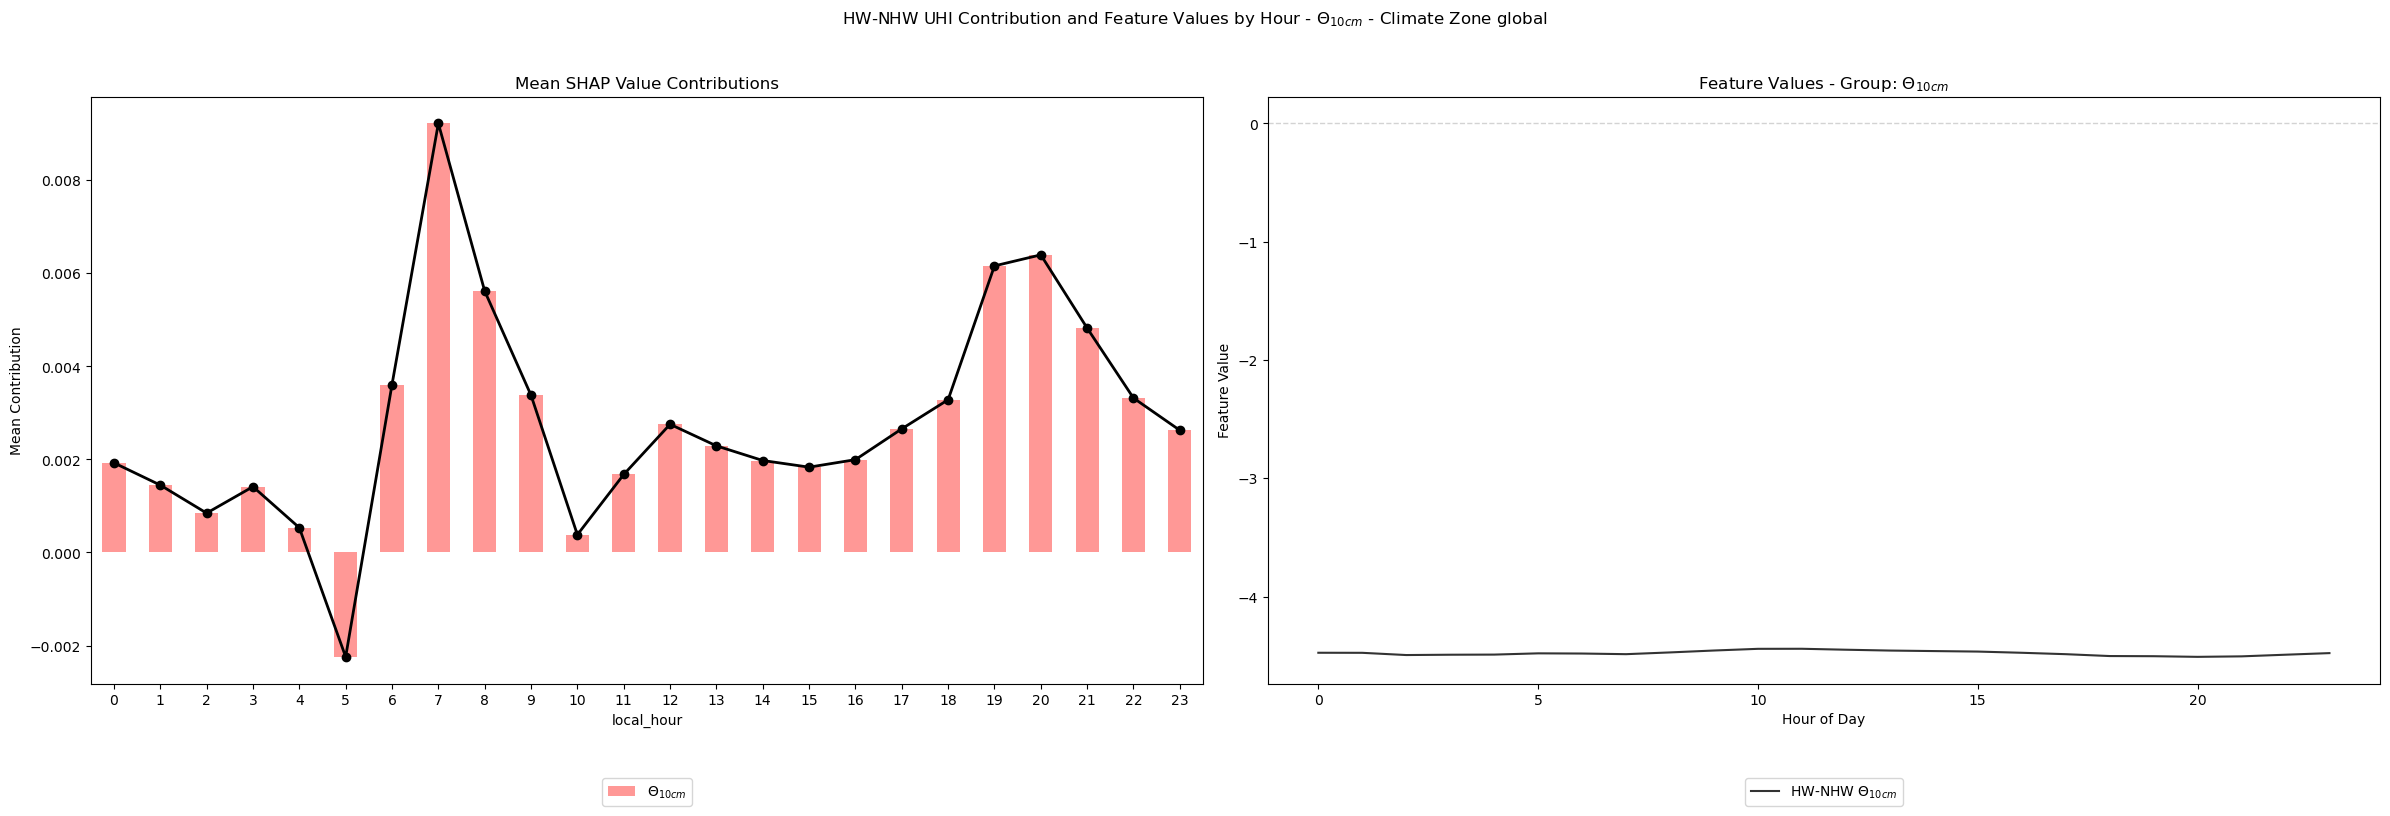 HW-NHW UHI Contribution and Feature Values by Hour - Θ10cm - Climate Zone global
Mean SHAP Value Contributions
Mean Contribution
0.008
0.006
0.004
0.002
0.000
−0.002
0 1 2 3 4 5 6 7 8 9 10 11 12 13 14 15 16 17 18 19 20 21 22 23
local_hour
Θ10cm
Feature Values - Group: Θ10cm
Feature Value
0
−1
−2
−3
−4
0 5 10 15 20
Hour of Day
HW-NHW Θ10cm